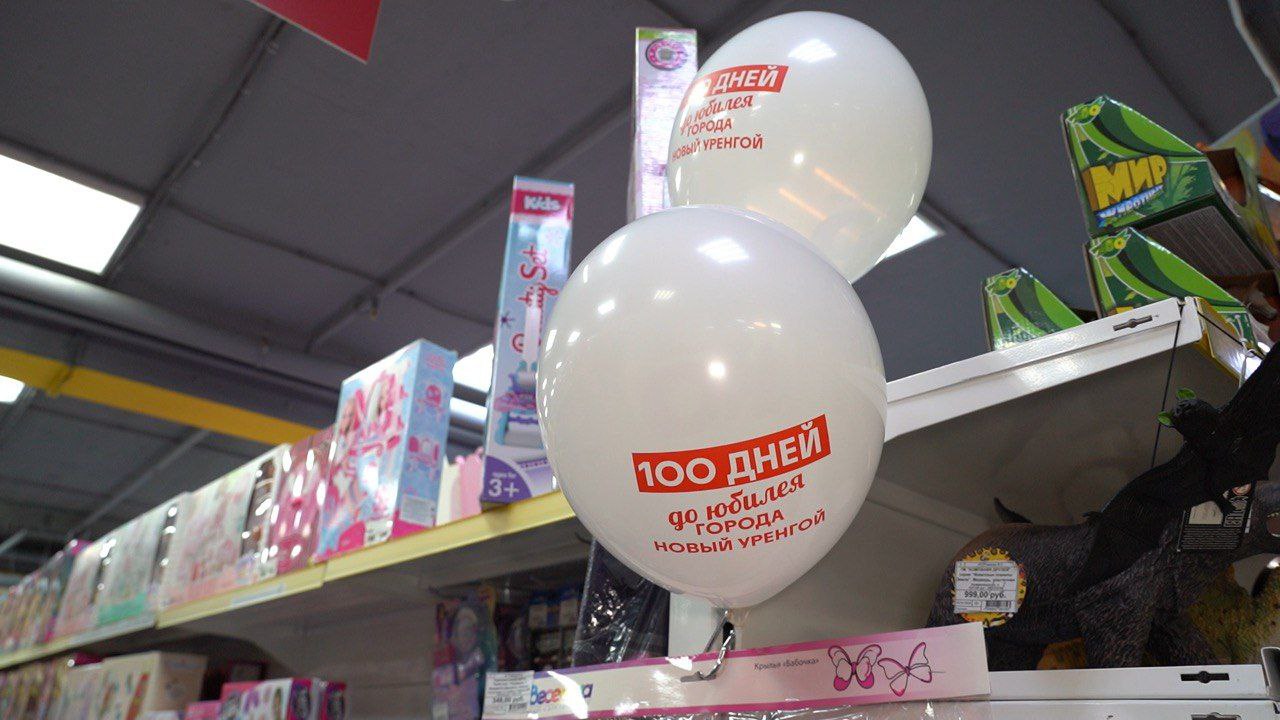 100 ДНЕЙ
до юбилея
ГОРОДА
НОВЫЙ УРЕНГОЙ
100 ДНЕЙ
до юбилея
ГОРОДА
НОВЫЙ УРЕНГОЙ
Kids
3+
МИР
Крылья «Бабочка»
999,00 руб.